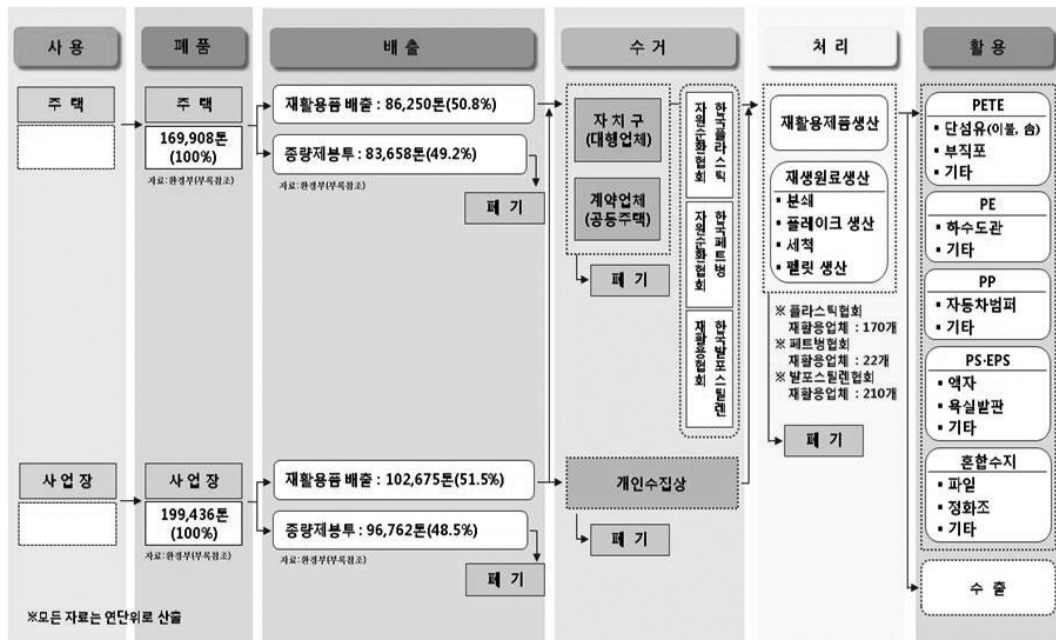 사 용
폐 품
배 출
수 거
처 리
활 용
주 택
주 택
169,908톤
(100%)
자료:환경부(부록참조)
재활용품 배출 : 86,250톤(50.8%)
종량제봉투 : 83,658톤(49.2%)
자료:환경부(부록참조)
폐 기
자 치 구
(대형업체)
계약업체
(공동주택)
폐 기
한국플라스틱
자원순환협회
한국페트병
자원순환협회
한국발포스틸렌
재활용협회
재활용제품생산
재생원료생산
▪ 분쇄
▪ 플레이크 생산
▪ 세척
▪ 펠릿 생산
※ 플라스틱협회
재활용업체 : 170개
※ 페트병협회
재활용업체 : 22개
※ 발포스틸렌협회
재활용업체 : 210개
폐 기
PETE
▪ 단섬유(이불, 솜)
▪ 부직포
▪ 기타
PE
▪ 하수도관
▪ 기타
PP
▪ 자동차범퍼
▪ 기타
PS·EPS
▪ 액자
▪ 욕실발판
▪ 기타
혼합수지
▪ 파일
▪ 정화조
▪ 기타
수 출
사 업 장
사 업 장
199,436톤
(100%)
자료:환경부(부록참조)
재활용품 배출 : 102,675톤(51.5%)
종량제봉투 : 96,762톤(48.5%)
자료:환경부(부록참조)
폐 기
개인수집상
폐 기
※모든 자료는 연단위로 산출